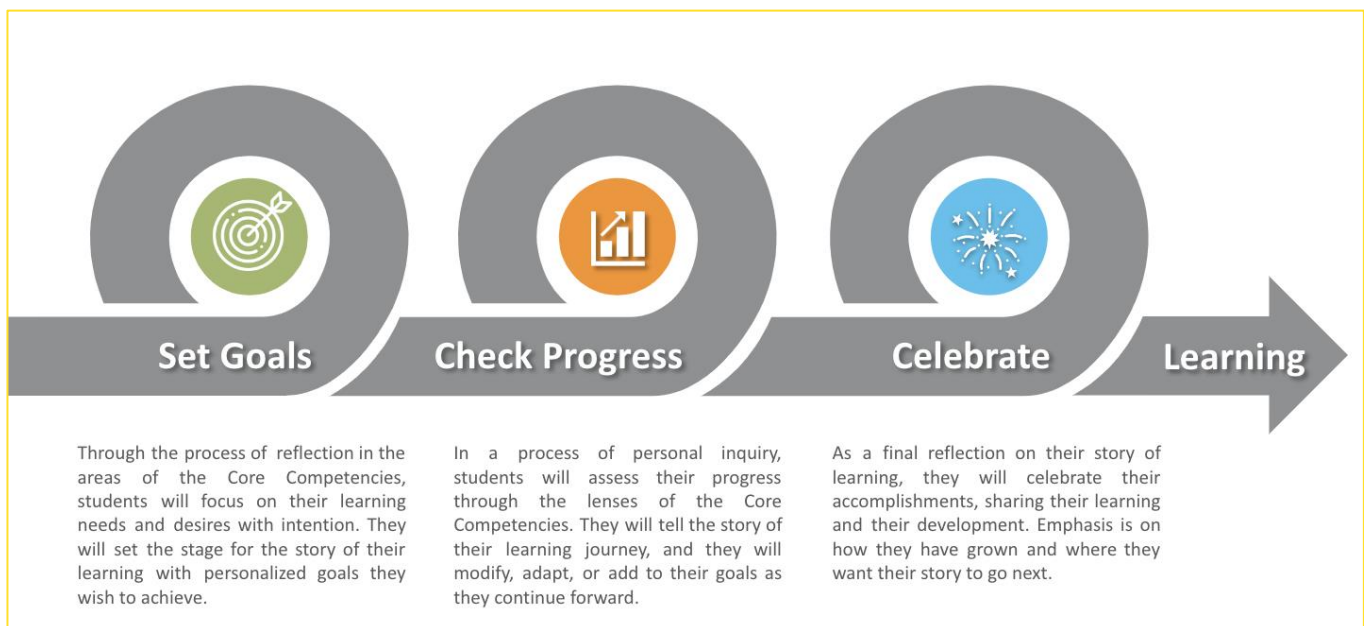 Set Goals
Check Progress
Celebrate
Learning
Through the process of reflection in the
areas of the Core Competencies,
students will focus on their learning
needs and desires with intention. They
will set the stage for the story of their
learning with personalized goals they
wish to achieve.
In a process of personal inquiry,
students will assess their progress
through the lenses of the Core
Competencies. They will tell the story of
their learning journey, and they will
modify, adapt, or add to their goals as
they continue forward.
As a final reflection on their story of
learning, they will celebrate their
accomplishments, sharing their learning
and their development. Emphasis is on
how they have grown and where they
want their story to go next.